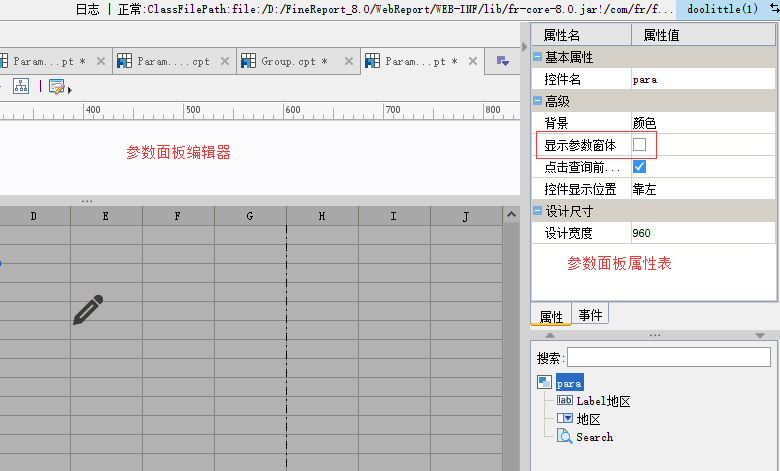 日志 | 正常:ClassFilePath:file:/D:/FineReport_8.0/WebReport/WEB-INF/lib/fr-core-8.0.jar!/com/fr/f... doolittle(1)
Param...pt *
Param....cpt
Group.cpt *
Param...pt *
400 500 600 700 800
参数面板编辑器
D E F G H I J
属性名 属性值
基本属性
控件名 para
高级
背景 颜色
显示参数窗体
点击查询前...
控件显示位置 靠左
设计尺寸
设计宽度 960
参数面板属性表
属性 事件
搜索:
para
Label地区
地区
Search